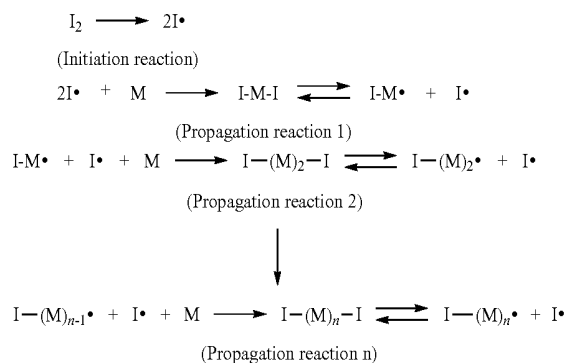 I₂ ⟶ 2I•
(Initiation reaction)
2I• + M ⟶ I-M-I ⇌ I-M• + I•
(Propagation reaction 1)
I-M• + I• + M ⟶ I—(M)₂—I ⇌ I—(M)₂• + I•
(Propagation reaction 2)
I—(M)ₙ₋₁• + I• + M ⟶ I—(M)ₙ—I ⇌ I—(M)ₙ• + I•
(Propagation reaction n)